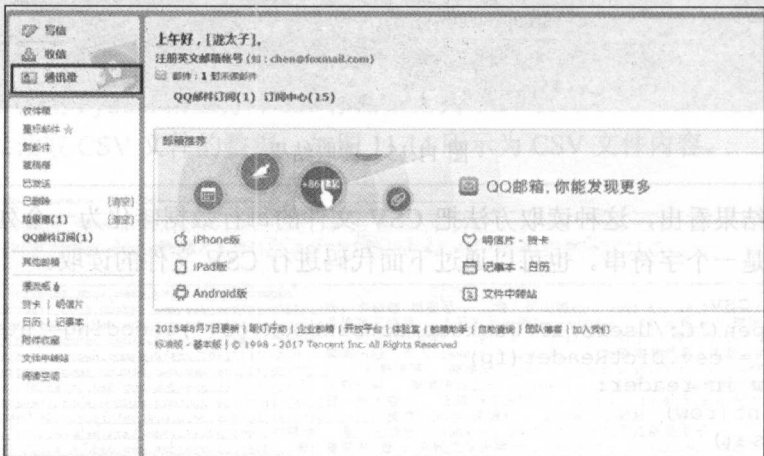 写信
收信
通讯录
收件箱
星标邮件 ☆
群邮件
草稿箱
已发送
已删除 [清空]
垃圾箱(1) [清空]
QQ邮件订阅(1)
其他邮箱
漂流瓶
贺卡 | 明信片
日历 | 记事本
附件收藏
文件中转站
阅读空间
上午好，[遊太子]，
注册英文邮箱帐号 (如：chen@foxmail.com)
邮件：1 封未读邮件
QQ邮件订阅(1) 订阅中心(15)
邮箱推荐
+86
QQ邮箱，你能发现更多
iPhone版
明信片·贺卡
iPad版
记事本·日历
Android版
文件中转站
2015年8月7日更新 | 取灯行动 | 企业邮箱 | 开放平台 | 体验室 | 邮箱助手 | 自助查询 | 团队博客 | 加入我们
标准版·基本版 | © 1998 - 2017 Tencent Inc. All Rights Reserved